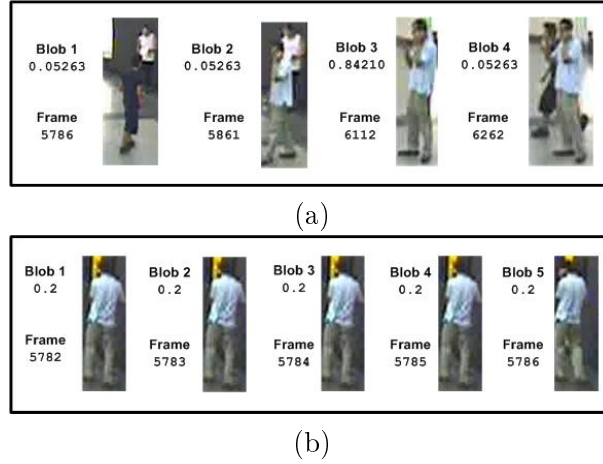 Blob 1 Blob 2 Blob 3 Blob 4
0.05263 0.05263 0.84210 0.05263
Frame Frame Frame Frame
5786 5861 6112 6262
(a)
Blob 1 Blob 2 Blob 3 Blob 4 Blob 5
0.2 0.2 0.2 0.2 0.2
Frame Frame Frame Frame Frame
5782 5783 5784 5785 5786
(b)